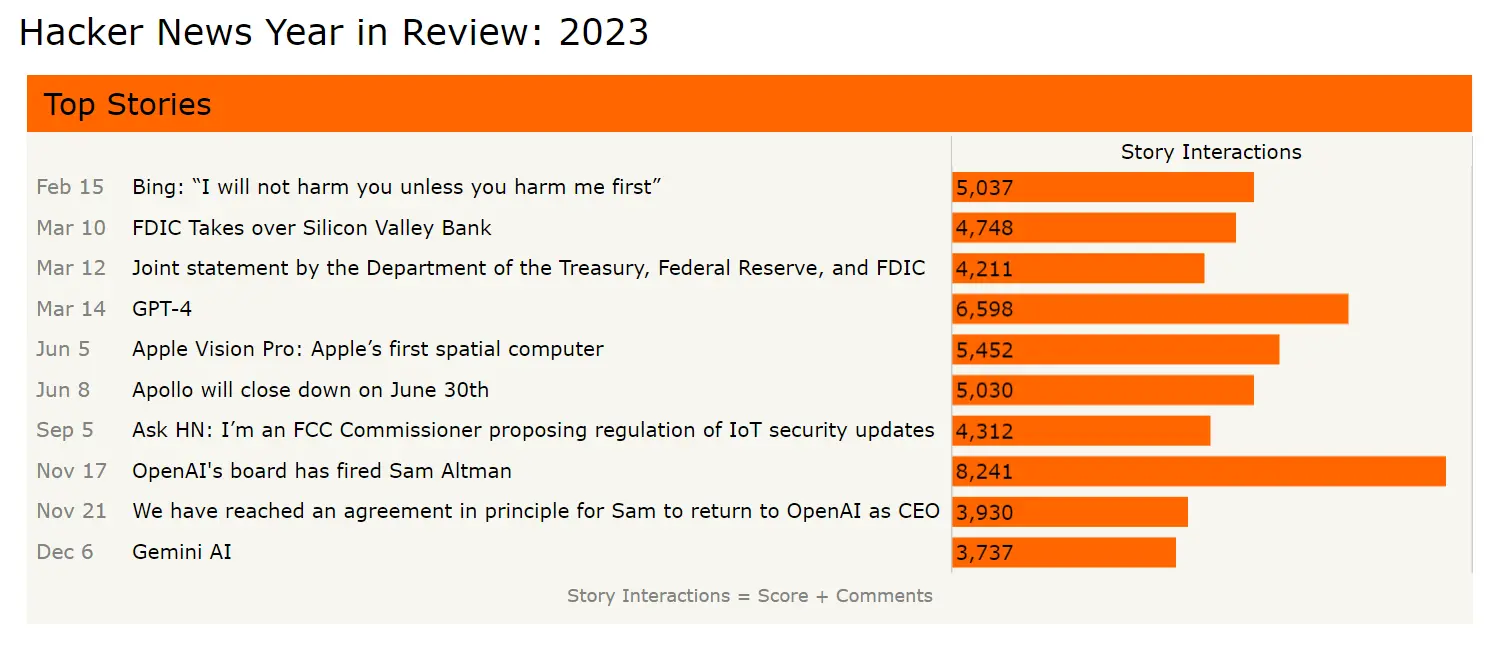 Hacker News Year in Review: 2023
Top Stories
Story Interactions
Feb 15 Bing: “I will not harm you unless you harm me first” 5,037
Mar 10 FDIC Takes over Silicon Valley Bank 4,748
Mar 12 Joint statement by the Department of the Treasury, Federal Reserve, and FDIC 4,211
Mar 14 GPT-4 6,598
Jun 5 Apple Vision Pro: Apple’s first spatial computer 5,452
Jun 8 Apollo will close down on June 30th 5,030
Sep 5 Ask HN: I’m an FCC Commissioner proposing regulation of IoT security updates 4,312
Nov 17 OpenAI's board has fired Sam Altman 8,241
Nov 21 We have reached an agreement in principle for Sam to return to OpenAI as CEO 3,930
Dec 6 Gemini AI 3,737
Story Interactions = Score + Comments